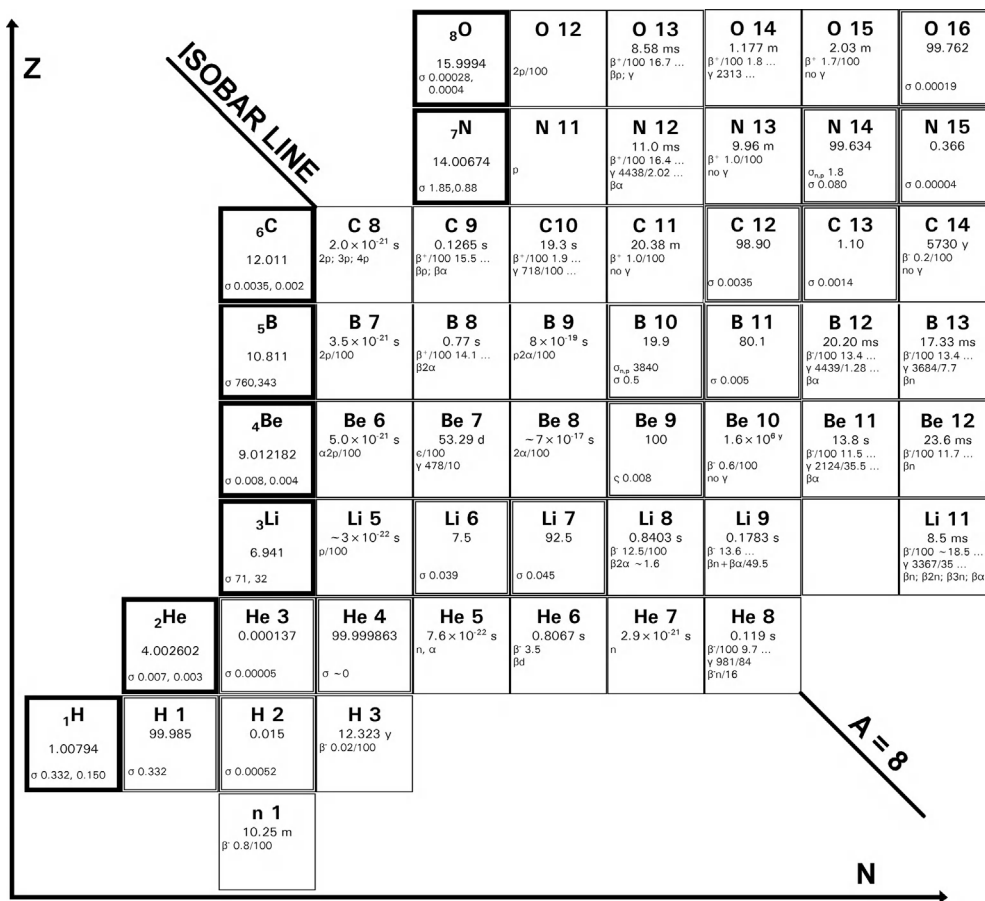 Z
ISOBAR LINE
₈O
15.9994
σ 0.00028,
0.0004
O 12
2p/100
O 13
8.58 ms
β⁺/100 16.7 ...
βp; γ
O 14
1.177 m
β⁺/100 1.8 ...
γ 2313 ...
O 15
2.03 m
β⁺ 1.7/100
no γ
O 16
99.762
σ 0.00019
₇N
14.00674
σ 1.85,0.88
N 11
p
N 12
11.0 ms
β⁺/100 16.4 ...
γ 4438/2.02 ...
βα
N 13
9.96 m
β⁺ 1.0/100
no γ
N 14
99.634
σₙ,ₚ 1.8
σ 0.080
N 15
0.366
σ 0.00004
₆C
12.011
σ 0.0035, 0.002
C 8
2.0 × 10⁻²¹ s
2p; 3p; 4p
C 9
0.1265 s
β⁺/100 15.5 ...
βp; βα
C10
19.3 s
β⁺/100 1.9 ...
γ 718/100 ...
C 11
20.38 m
β⁺ 1.0/100
no γ
C 12
98.90
σ 0.0035
C 13
1.10
σ 0.0014
C 14
5730 y
β⁻ 0.2/100
no γ
₅B
10.811
σ 760,343
B 7
3.5 × 10⁻²¹ s
2p/100
B 8
0.77 s
β⁺/100 14.1 ...
β2α
B 9
8 × 10⁻¹⁹ s
p2α/100
B 10
19.9
σₙ,ₚ 3840
σ 0.5
B 11
80.1
σ 0.005
B 12
20.20 ms
β⁻/100 13.4 ...
γ 4439/1.28 ...
βα
B 13
17.33 ms
β⁻/100 13.4 ...
γ 3684/7.7
βn
₄Be
9.012182
σ 0.008, 0.004
Be 6
5.0 × 10⁻²¹ s
α2p/100
Be 7
53.29 d
ϵ/100
γ 478/10
Be 8
~7 × 10⁻¹⁷ s
2α/100
Be 9
100
ς 0.008
Be 10
1.6 × 10⁶ ʸ
β⁻ 0.6/100
no γ
Be 11
13.8 s
β⁻/100 11.5 ...
γ 2124/35.5 ...
βα
Be 12
23.6 ms
β⁻/100 11.7 ...
βn
₃Li
6.941
σ 71, 32
Li 5
~3 × 10⁻²² s
p/100
Li 6
7.5
σ 0.039
Li 7
92.5
σ 0.045
Li 8
0.8403 s
β⁻ 12.5/100
β2α ~1.6
Li 9
0.1783 s
β⁻ 13.6 ...
βn+βα/49.5
Li 11
8.5 ms
β⁻/100 ~18.5 ...
γ 3367/35 ...
βn; β2n; β3n; βα
₂He
4.002602
σ 0.007, 0.003
He 3
0.000137
σ 0.00005
He 4
99.999863
σ ~0
He 5
7.6 × 10⁻²² s
n, α
He 6
0.8067 s
β⁻ 3.5
βd
He 7
2.9 × 10⁻²¹ s
n
He 8
0.119 s
β⁻/100 9.7 ...
γ 981/84
β⁻n/16
₁H
1.00794
σ 0.332, 0.150
H 1
99.985
σ 0.332
H 2
0.015
σ 0.00052
H 3
12.323 y
β⁻ 0.02/100
A = 8
n 1
10.25 m
β⁻ 0.8/100
N